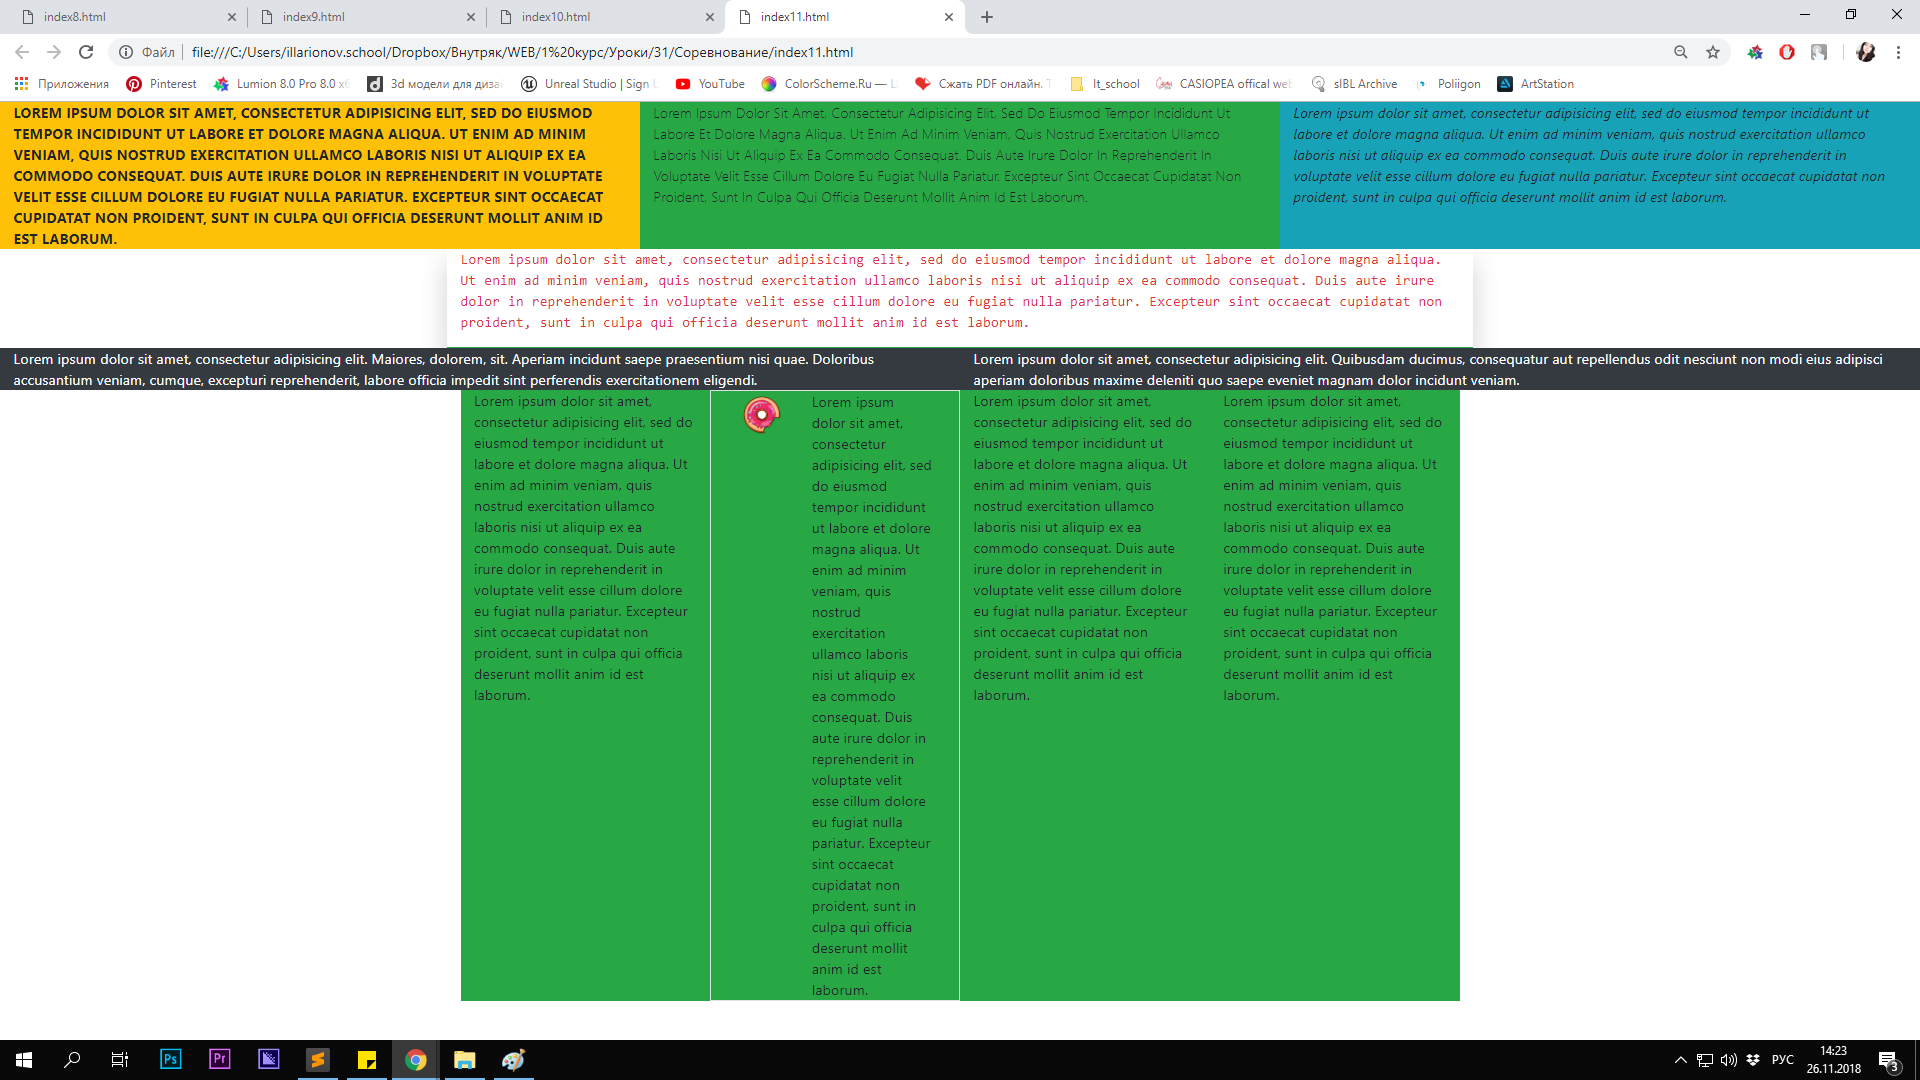 index8.html
index9.html
index10.html
index11.html
Файл
file:///C:/Users/illarionov.school/Dropbox/Внутряк/WEB/1%20курс/Уроки/31/Соревнование/index11.html
Приложения
Pinterest
Lumion 8.0 Pro 8.0 x6
3d модели для дизай
Unreal Studio | Sign U
YouTube
ColorScheme.Ru — L
Сжать PDF онлайн. T
It_school
CASIOPEA offical web
sIBL Archive
Poliigon
ArtStation
LOREM IPSUM DOLOR SIT AMET, CONSECTETUR ADIPISICING ELIT, SED DO EIUSMOD
TEMPOR INCIDIDUNT UT LABORE ET DOLORE MAGNA ALIQUA. UT ENIM AD MINIM
VENIAM, QUIS NOSTRUD EXERCITATION ULLAMCO LABORIS NISI UT ALIQUIP EX EA
COMMODO CONSEQUAT. DUIS AUTE IRURE DOLOR IN REPREHENDERIT IN VOLUPTATE
VELIT ESSE CILLUM DOLORE EU FUGIAT NULLA PARIATUR. EXCEPTEUR SINT OCCAECAT
CUPIDATAT NON PROIDENT, SUNT IN CULPA QUI OFFICIA DESERUNT MOLLIT ANIM ID
EST LABORUM.
Lorem Ipsum Dolor Sit Amet, Consectetur Adipisicing Elit, Sed Do Eiusmod Tempor Incididunt Ut
Labore Et Dolore Magna Aliqua. Ut Enim Ad Minim Veniam, Quis Nostrud Exercitation Ullamco
Laboris Nisi Ut Aliquip Ex Ea Commodo Consequat. Duis Aute Irure Dolor In Reprehenderit In
Voluptate Velit Esse Cillum Dolore Eu Fugiat Nulla Pariatur. Excepteur Sint Occaecat Cupidatat Non
Proident, Sunt In Culpa Qui Officia Deserunt Mollit Anim Id Est Laborum.
Lorem ipsum dolor sit amet, consectetur adipisicing elit, sed do eiusmod tempor incididunt ut
labore et dolore magna aliqua. Ut enim ad minim veniam, quis nostrud exercitation ullamco
laboris nisi ut aliquip ex ea commodo consequat. Duis aute irure dolor in reprehenderit in
voluptate velit esse cillum dolore eu fugiat nulla pariatur. Excepteur sint occaecat cupidatat non
proident, sunt in culpa qui officia deserunt mollit anim id est laborum.
Lorem ipsum dolor sit amet, consectetur adipisicing elit, sed do eiusmod tempor incididunt ut labore et dolore magna aliqua.
Ut enim ad minim veniam, quis nostrud exercitation ullamco laboris nisi ut aliquip ex ea commodo consequat. Duis aute irure
dolor in reprehenderit in voluptate velit esse cillum dolore eu fugiat nulla pariatur. Excepteur sint occaecat cupidatat non
proident, sunt in culpa qui officia deserunt mollit anim id est laborum.
Lorem ipsum dolor sit amet, consectetur adipisicing elit. Maiores, dolorem, sit. Aperiam incidunt saepe praesentium nisi quae. Doloribus
accusantium veniam, cumque, excepturi reprehenderit, labore officia impedit sint perferendis exercitationem eligendi.
Lorem ipsum dolor sit amet, consectetur adipisicing elit. Quibusdam ducimus, consequatur aut repellendus odit nesciunt non modi eius adipisci
aperiam doloribus maxime deleniti quo saepe eveniet magnam dolor incidunt veniam.
Lorem ipsum dolor sit amet,
consectetur adipisicing elit, sed do
eiusmod tempor incididunt ut
labore et dolore magna aliqua. Ut
enim ad minim veniam, quis
nostrud exercitation ullamco
laboris nisi ut aliquip ex ea
commodo consequat. Duis aute
irure dolor in reprehenderit in
voluptate velit esse cillum dolore
eu fugiat nulla pariatur. Excepteur
sint occaecat cupidatat non
proident, sunt in culpa qui officia
deserunt mollit anim id est
laborum.
Lorem ipsum
dolor sit amet,
consectetur
adipisicing elit, sed
do eiusmod
tempor incididunt
ut labore et dolore
magna aliqua. Ut
enim ad minim
veniam, quis
nostrud
exercitation
ullamco laboris
nisi ut aliquip ex
ea commodo
consequat. Duis
aute irure dolor in
reprehenderit in
voluptate velit
esse cillum dolore
eu fugiat nulla
pariatur. Excepteur
sint occaecat
cupidatat non
proident, sunt in
culpa qui officia
deserunt mollit
anim id est
laborum.
Lorem ipsum dolor sit amet,
consectetur adipisicing elit, sed do
eiusmod tempor incididunt ut
labore et dolore magna aliqua. Ut
enim ad minim veniam, quis
nostrud exercitation ullamco
laboris nisi ut aliquip ex ea
commodo consequat. Duis aute
irure dolor in reprehenderit in
voluptate velit esse cillum dolore
eu fugiat nulla pariatur. Excepteur
sint occaecat cupidatat non
proident, sunt in culpa qui officia
deserunt mollit anim id est
laborum.
Lorem ipsum dolor sit amet,
consectetur adipisicing elit, sed do
eiusmod tempor incididunt ut
labore et dolore magna aliqua. Ut
enim ad minim veniam, quis
nostrud exercitation ullamco
laboris nisi ut aliquip ex ea
commodo consequat. Duis aute
irure dolor in reprehenderit in
voluptate velit esse cillum dolore
eu fugiat nulla pariatur. Excepteur
sint occaecat cupidatat non
proident, sunt in culpa qui officia
deserunt mollit anim id est
laborum.
Ps
Pr
РУС
14:23
26.11.2018
3